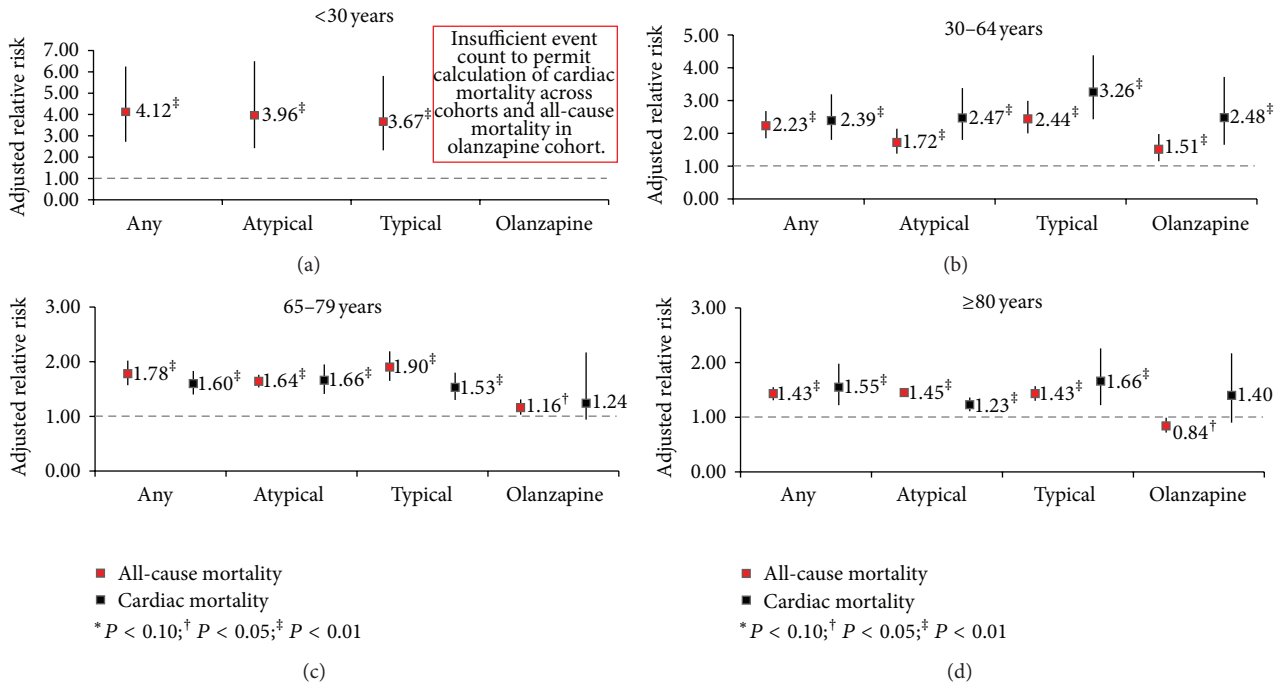 <30 years
Adjusted relative risk
7.00
6.00
5.00
4.00
3.00
2.00
1.00
0.00
4.12‡
3.96‡
3.67‡
Insufficient event
count to permit
calculation of cardiac
mortality across
cohorts and all-cause
mortality in
olanzapine cohort.
Any Atypical Typical Olanzapine
(a)
30–64 years
Adjusted relative risk
5.00
4.00
3.00
2.00
1.00
0.00
2.23‡ 2.39‡ 1.72‡ 2.47‡ 2.44‡ 3.26‡ 1.51‡ 2.48‡
Any Atypical Typical Olanzapine
(b)
65–79 years
Adjusted relative risk
3.00
2.00
1.00
0.00
1.78‡ 1.60‡ 1.64‡ 1.66‡ 1.90‡ 1.53‡ 1.16† 1.24
Any Atypical Typical Olanzapine
All-cause mortality
Cardiac mortality
*P < 0.10;† P < 0.05;‡ P < 0.01
(c)
≥80 years
Adjusted relative risk
3.00
2.00
1.00
0.00
1.43‡ 1.55‡ 1.45‡ 1.23‡ 1.43‡ 1.66‡ 0.84† 1.40
Any Atypical Typical Olanzapine
All-cause mortality
Cardiac mortality
*P < 0.10;† P < 0.05;‡ P < 0.01
(d)